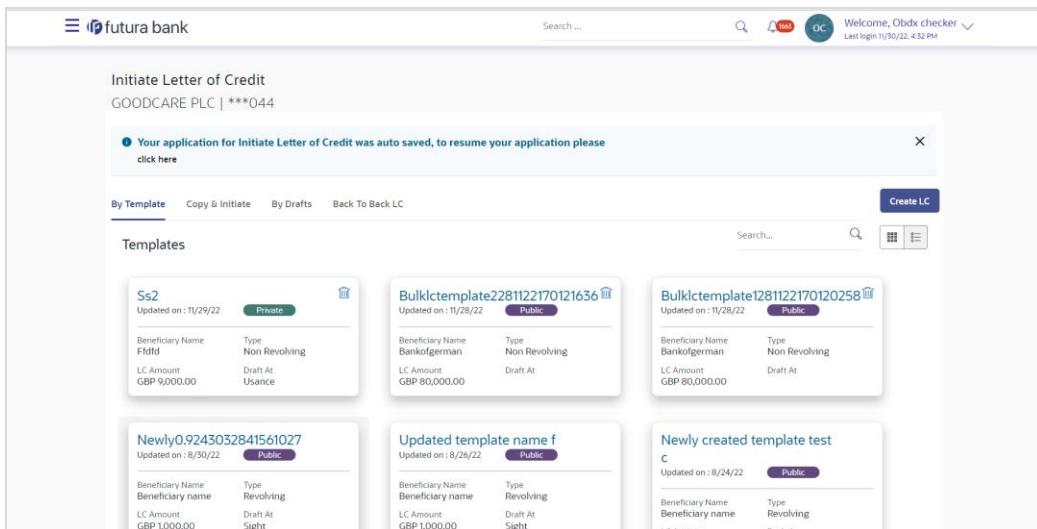 futura bank
Search ...
1663
OC
Welcome, Obdx checker
Last login 11/30/22, 4:32 PM
Initiate Letter of Credit
GOODCARE PLC | ***044
Your application for Initiate Letter of Credit was auto saved, to resume your application please
click here
By Template Copy & Initiate By Drafts Back To Back LC Create LC
Templates Search...
Ss2 Bulklctemplate2281122170121636 Bulklctemplate1281122170120258
Updated on : 11/29/22 Private Updated on : 11/28/22 Public Updated on : 11/28/22 Public
Beneficiary Name Type Beneficiary Name Type Beneficiary Name Type
Ffdfd Non Revolving Bankofgerman Non Revolving Bankofgerman Non Revolving
LC Amount Draft At LC Amount Draft At LC Amount Draft At
GBP 9,000.00 Usance GBP 80,000.00 GBP 80,000.00
Newly0.9243032841561027 Updated template name f Newly created template test
c
Updated on : 8/30/22 Public Updated on : 8/26/22 Public Updated on : 8/24/22 Public
Beneficiary Name Type Beneficiary Name Type Beneficiary Name Type
Beneficiary name Revolving Beneficiary name Revolving Beneficiary name Revolving
LC Amount Draft At LC Amount Draft At
GBP 1,000.00 Sight GBP 1,000.00 Sight